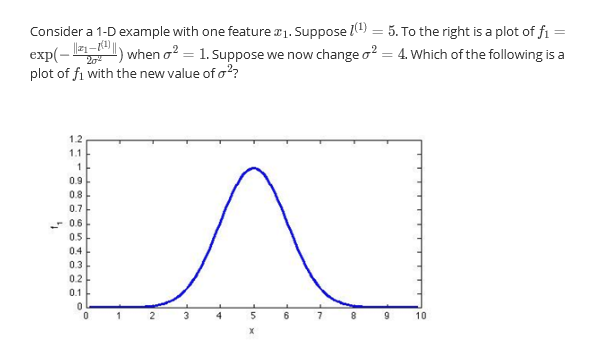 Consider a 1-D example with one feature x₁. Suppose l⁽¹⁾ = 5. To the right is a plot of f₁ =
exp(−‖x₁−l⁽¹⁾‖/2σ²) when σ² = 1. Suppose we now change σ² = 4. Which of the following is a
plot of f₁ with the new value of σ²?
1.2
1.1
1
0.9
0.8
0.7
0.6
0.5
0.4
0.3
0.2
0.1
0
f₁
0 1 2 3 4 5 6 7 8 9 10
x